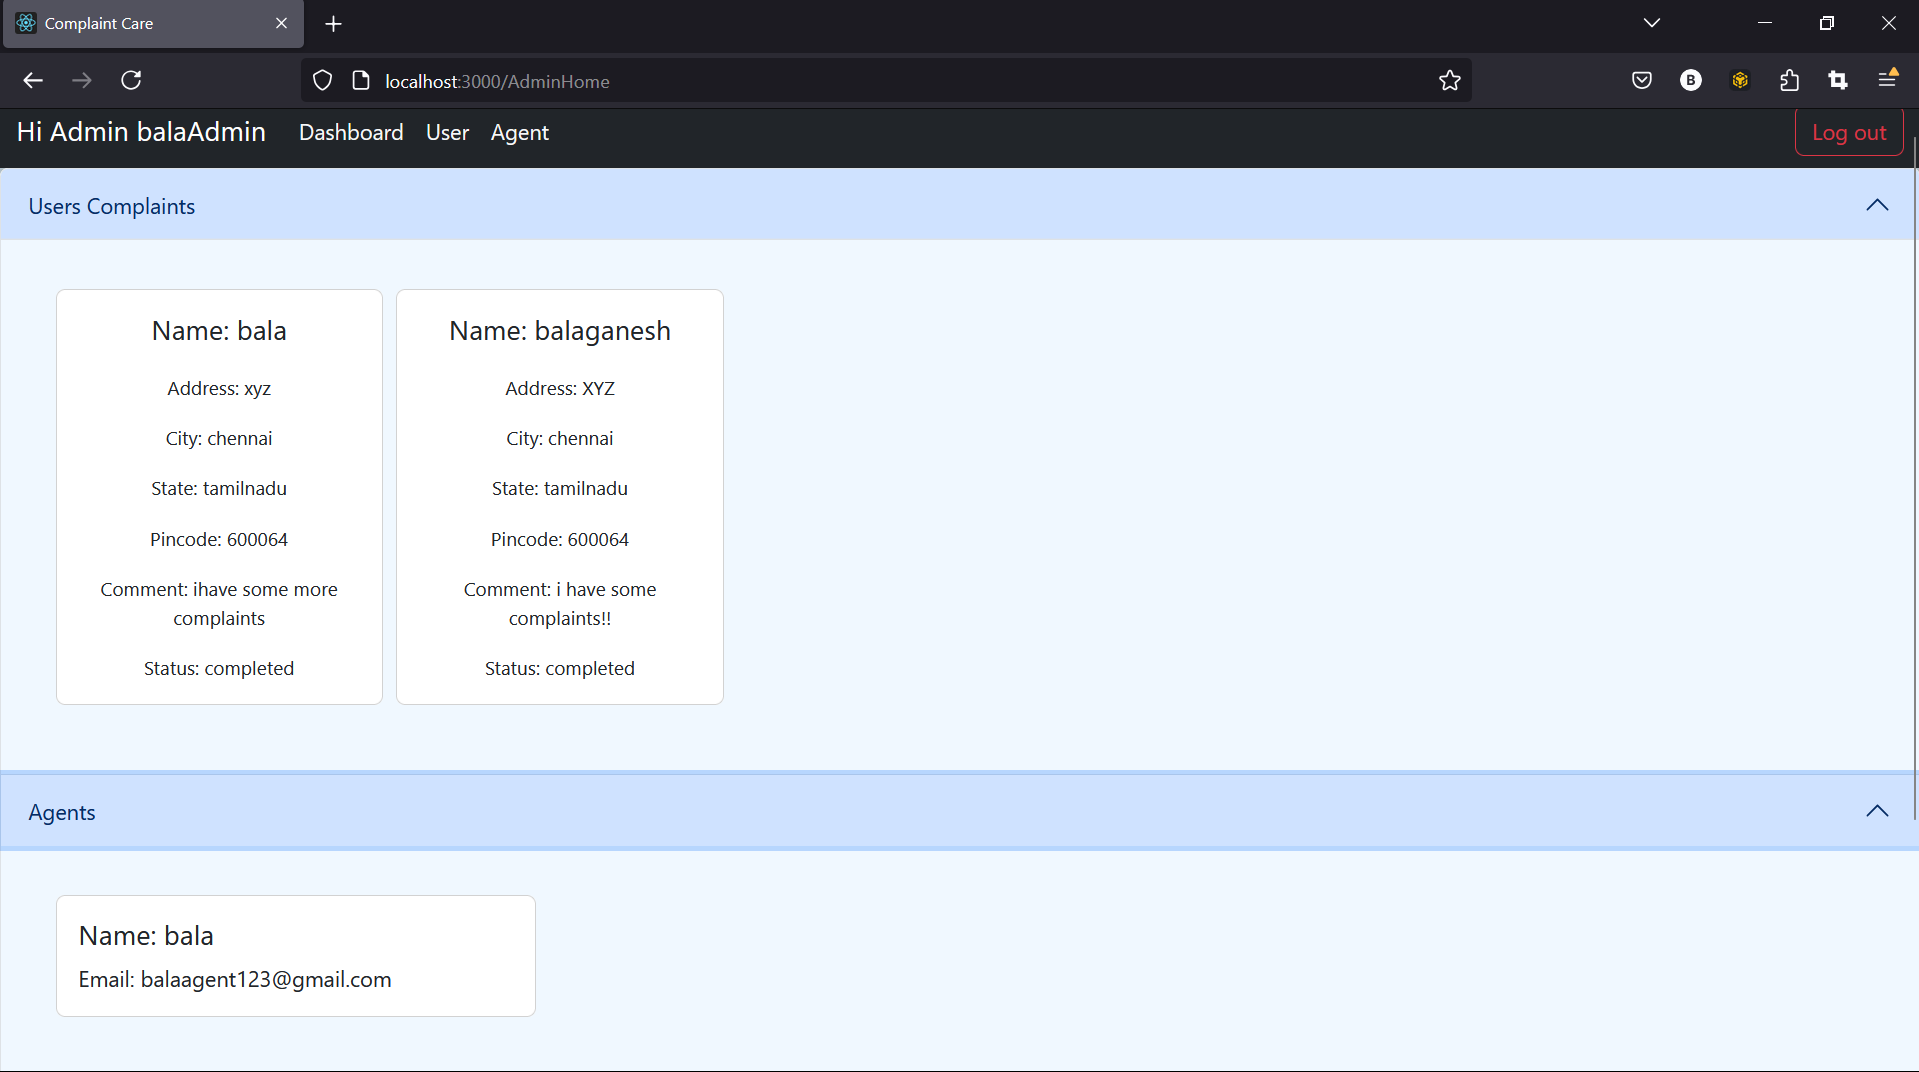 Complaint Care
localhost:3000/AdminHome
B
Hi Admin balaAdmin Dashboard User Agent Log out
Users Complaints
Name: bala
Address: xyz
City: chennai
State: tamilnadu
Pincode: 600064
Comment: ihave some more
complaints
Status: completed
Name: balaganesh
Address: XYZ
City: chennai
State: tamilnadu
Pincode: 600064
Comment: i have some
complaints!!
Status: completed
Agents
Name: bala
Email: balaagent123@gmail.com